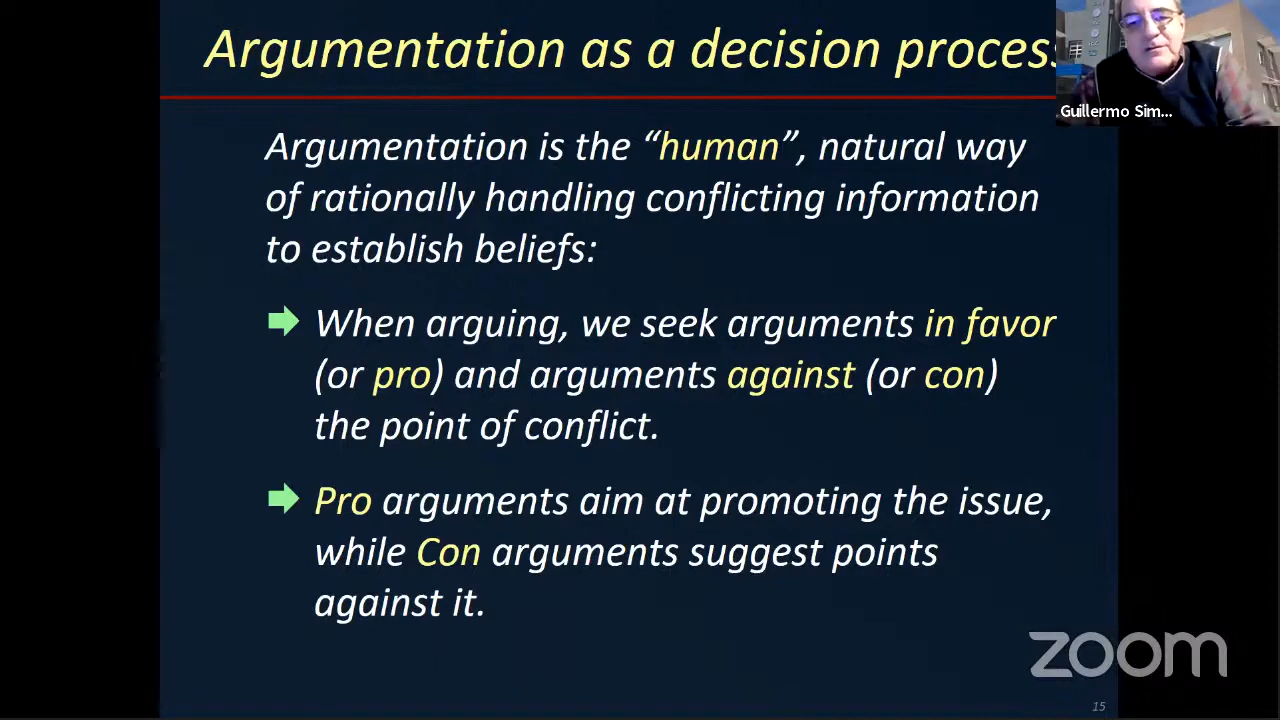 Argumentation as a decision process
Guillermo Sim...
Argumentation is the “human”, natural way
of rationally handling conflicting information
to establish beliefs:
When arguing, we seek arguments in favor
(or pro) and arguments against (or con)
the point of conflict.
Pro arguments aim at promoting the issue,
while Con arguments suggest points
against it.
zoom
15